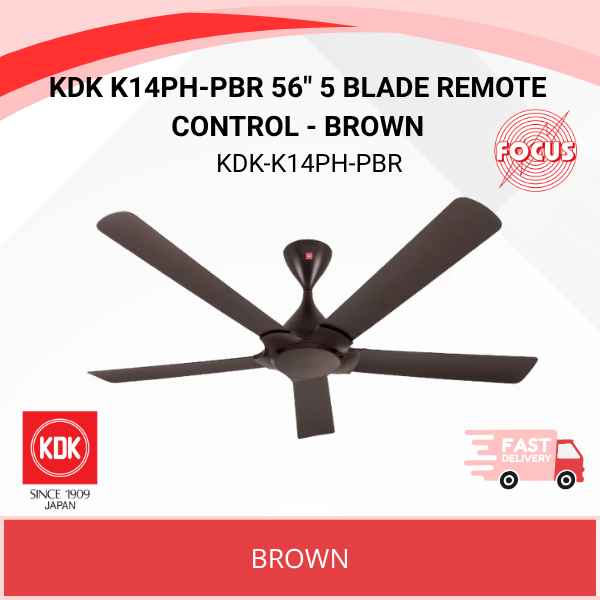 KDK K14PH-PBR 56" 5 BLADE REMOTE
CONTROL - BROWN
KDK-K14PH-PBR
FOCUS
KDK
KDK
SINCE 1909
JAPAN
FAST
DELIVERY
BROWN